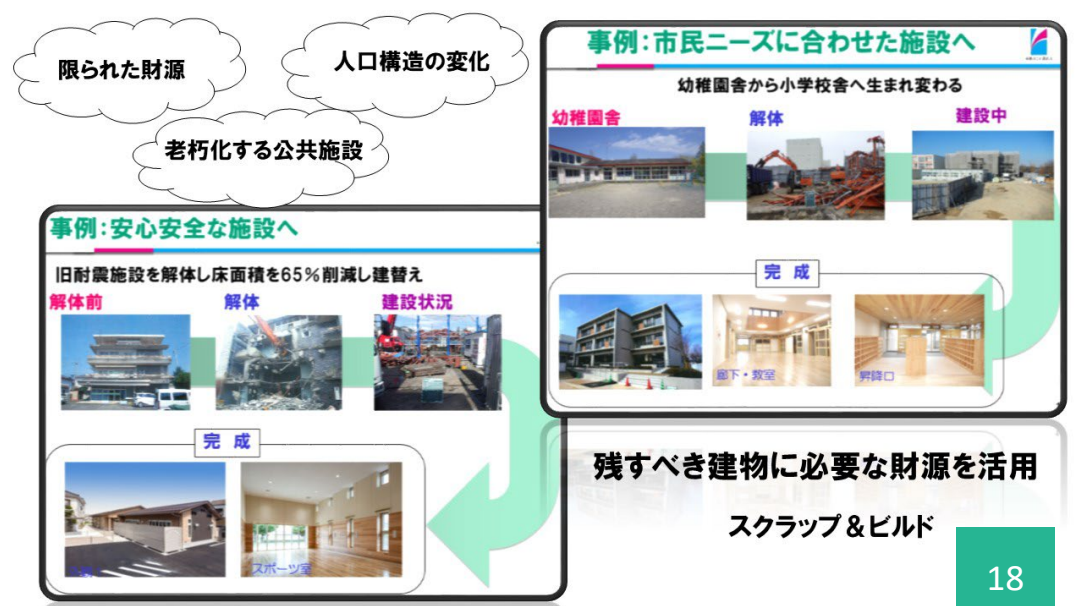 限られた財源
人口構造の変化
老朽化する公共施設
事例：市民ニーズに合わせた施設へ
幼稚園舎から小学校舎へ生まれ変わる
幼稚園舎
解体
建設中
完 成
廊下・教室
昇降口
事例：安心安全な施設へ
旧耐震施設を解体し床面積を65％削減し建替え
解体前
解体
建設状況
完 成
スポーツ室
残すべき建物に必要な財源を活用
スクラップ＆ビルド
18